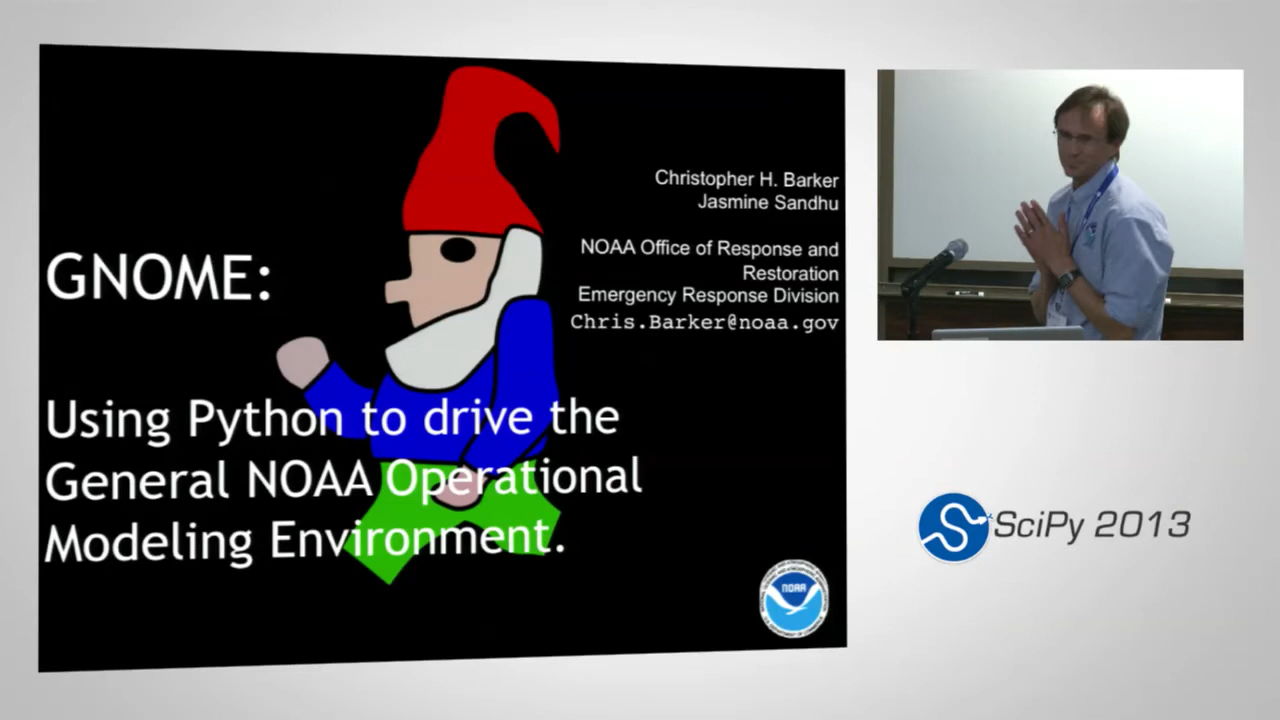 GNOME:
Using Python to drive the
General NOAA Operational
Modeling Environment.
Christopher H. Barker
Jasmine Sandhu
NOAA Office of Response and
Restoration
Emergency Response Division
Chris.Barker@noaa.gov
NOAA
SciPy 2013